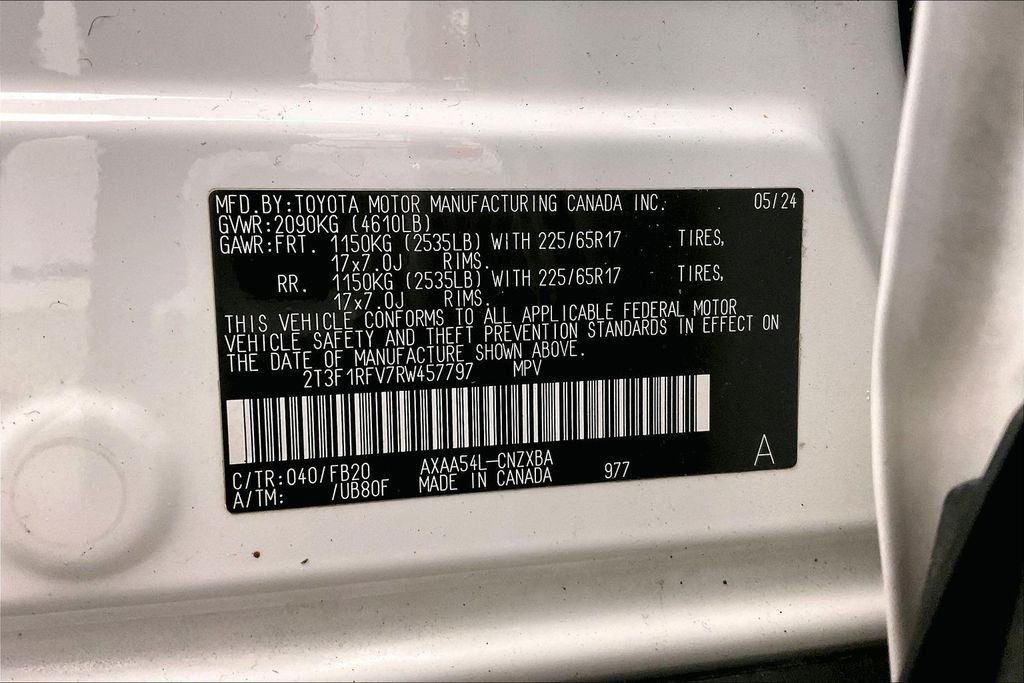 MFD.BY:TOYOTA MOTOR MANUFACTURING CANADA INC. 05/24
GVWR:2090KG (4610LB)
GAWR:FRT. 1150KG (2535LB) WITH 225/65R17 TIRES,
17x7.0J RIMS.
RR. 1150KG (2535LB) WITH 225/65R17 TIRES,
17x7.0J RIMS.
THIS VEHICLE CONFORMS TO ALL APPLICABLE FEDERAL MOTOR
VEHICLE SAFETY AND THEFT PREVENTION STANDARDS IN EFFECT ON
THE DATE OF MANUFACTURE SHOWN ABOVE.
2T3F1RFV7RW457797 MPV
C/TR:040/FB20 AXAA54L-CNZXBA 977 A
A/TM: /UB80F MADE IN CANADA